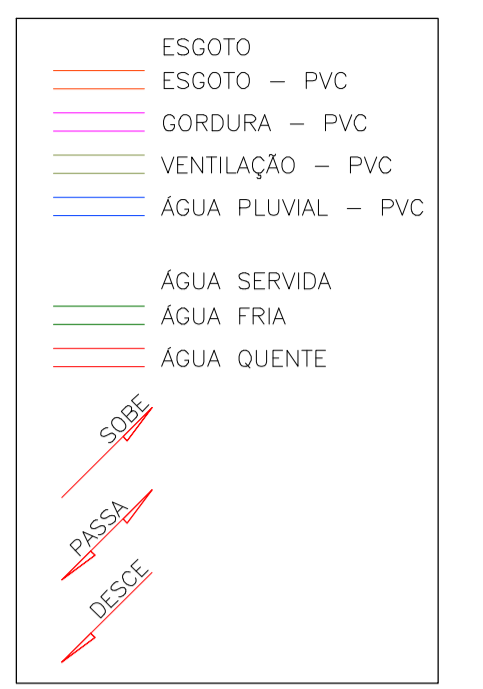 ESGOTO
ESGOTO – PVC
GORDURA – PVC
VENTILAÇÃO – PVC
ÁGUA PLUVIAL – PVC
ÁGUA SERVIDA
ÁGUA FRIA
ÁGUA QUENTE
SOBE
PASSA
DESCE